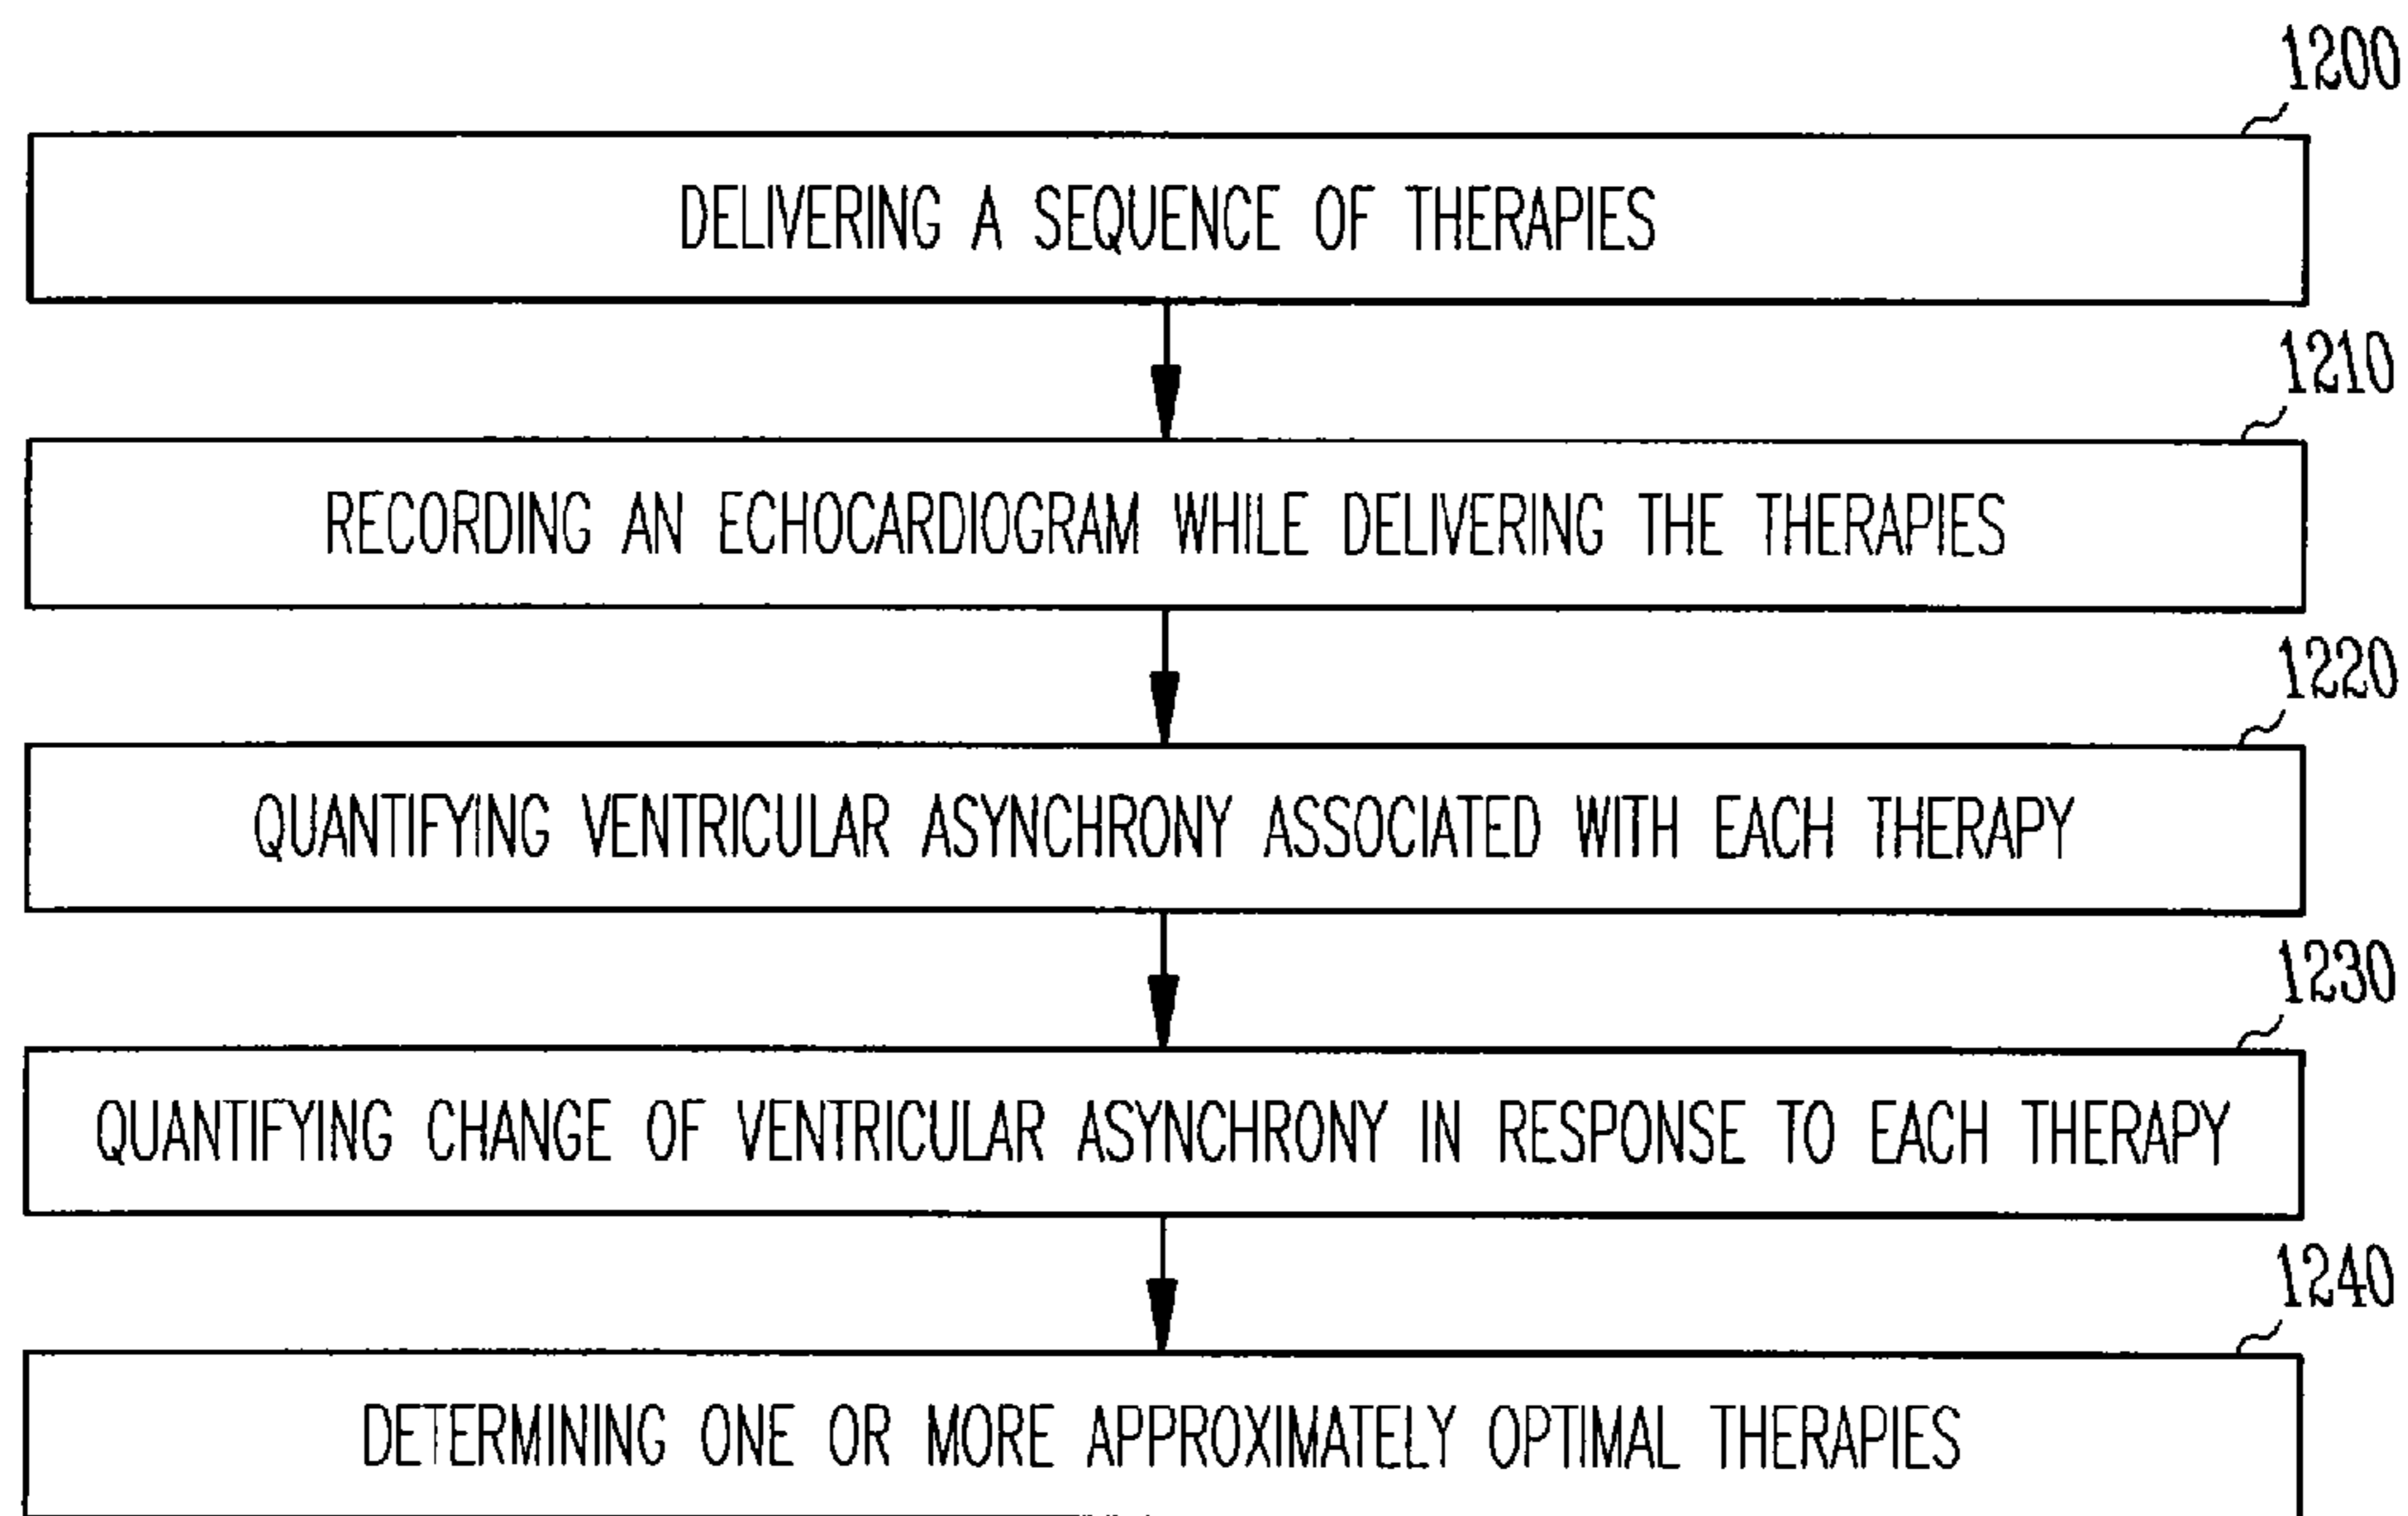 1200
DELIVERING A SEQUENCE OF THERAPIES
1210
RECORDING AN ECHOCARDIOGRAM WHILE DELIVERING THE THERAPIES
1220
QUANTIFYING VENTRICULAR ASYNCHRONY ASSOCIATED WITH EACH THERAPY
1230
QUANTIFYING CHANGE OF VENTRICULAR ASYNCHRONY IN RESPONSE TO EACH THERAPY
1240
DETERMINING ONE OR MORE APPROXIMATELY OPTIMAL THERAPIES